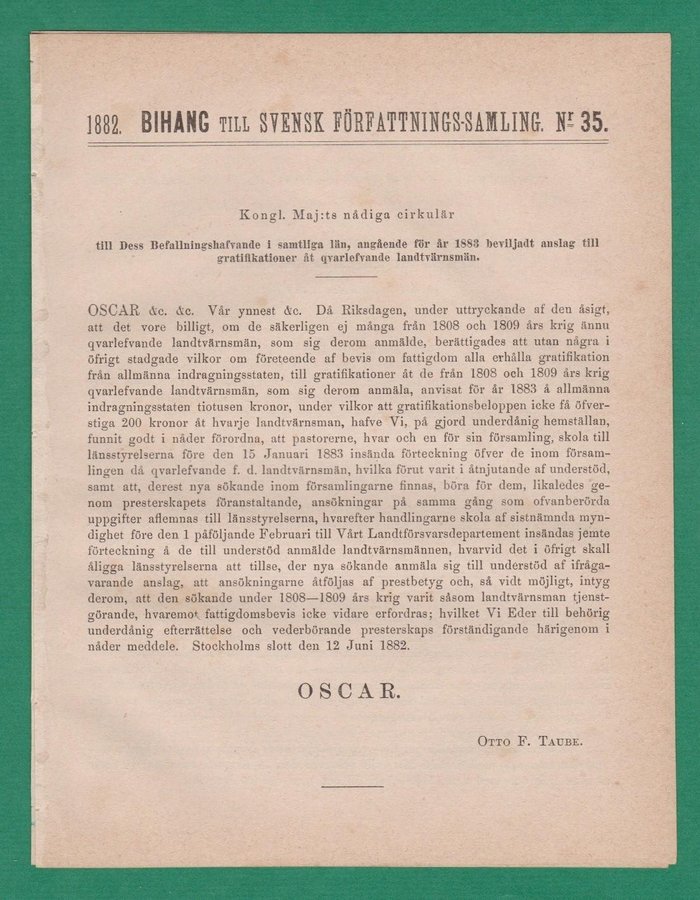 1882. BIHANG TILL SVENSK FÖRFATTNINGS-SAMLING. Nr 35.
Kongl. Maj:ts nådiga cirkulär
till Dess Befallningshafvande i samtliga län, angående för år 1883 beviljadt anslag till
gratifikationer åt qvarlefvande landtvärnsmän.
OSCAR &c. &c. Vår ynnest &c. Då Riksdagen, under uttryckande af den åsigt,
att det vore billigt, om de säkerligen ej många från 1808 och 1809 års krig ännu
qvarlefvande landtvärnsmän, som sig derom anmälde, berättigades att utan några i
öfrigt stadgade vilkor om företeende af bevis om fattigdom alla erhålla gratifikation
från allmänna indragningsstaten, till gratifikationer åt de från 1808 och 1809 års krig
qvarlefvande landtvärnsmän, som sig derom anmäla, anvisat för år 1883 å allmänna
indragningsstaten tiotusen kronor, under vilkor att gratifikationsbeloppen icke få öfver-
stiga 200 kronor åt hvarje landtvärnsman, hafve Vi, på gjord underdånig hemställan,
funnit godt i nåder förordna, att pastorerne, hvar och en för sin församling, skola till
länsstyrelserna före den 15 Januari 1883 insända förteckning öfver de inom försam-
lingen då qvarlefvande f. d. landtvärnsmän, hvilka förut varit i åtnjutande af understöd,
samt att, derest nya sökande inom församlingarne finnas, böra för dem, likaledes ge-
nom presterskapets föranstaltande, ansökningar på samma gång som ofvanberörda
uppgifter aflemnas till länsstyrelserna, hvarefter handlingarne skola af sistnämnda myn-
dighet före den 1 påföljande Februari till Vårt Landtförsvarsdepartement insändas jemte
förteckning å de till understöd anmälde landtvärnsmännen, hvarvid det i öfrigt skall
åligga länsstyrelserna att tillse, der nya sökande anmäla sig till understöd af ifråga-
varande anslag, att ansökningarne åtföljas af prestbetyg och, så vidt möjligt, intyg
derom, att den sökande under 1808—1809 års krig varit såsom landtvärnsman tjenst-
görande, hvaremot fattigdomsbevis icke vidare erfordras; hvilket Vi Eder till behörig
underdånig efterrättelse och vederbörande presterskaps förständigande härigenom i
nåder meddele. Stockholms slott den 12 Juni 1882.
OSCAR.
OTTO F. TAUBE.